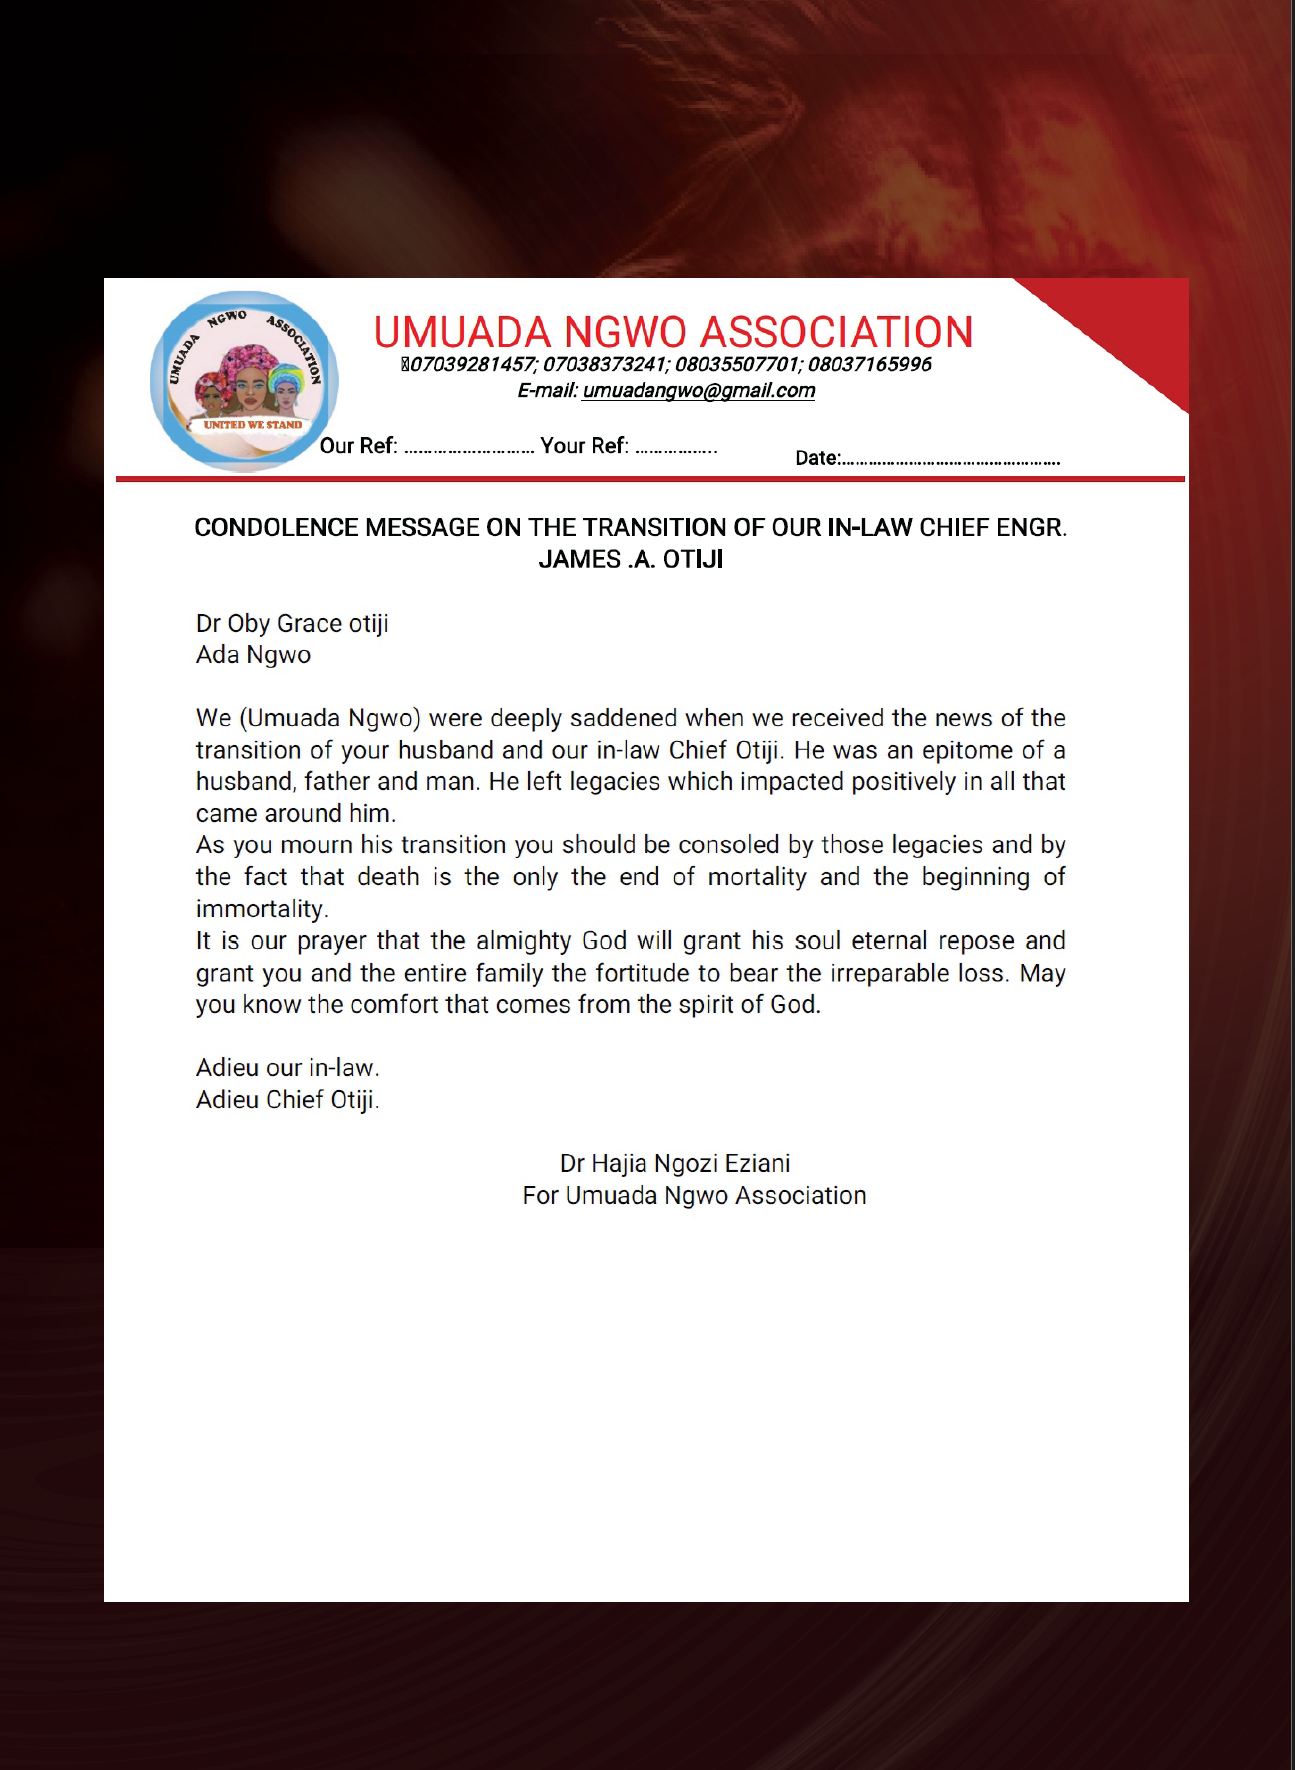 UMUADA NGWO ASSOCIATION
UNITED WE STAND
UMUADA NGWO ASSOCIATION
07039281457; 07038373241; 08035507701; 08037165996
E-mail: umuadangwo@gmail.com
Our Ref: ........................... Your Ref: .................
Date:................................................
CONDOLENCE MESSAGE ON THE TRANSITION OF OUR IN-LAW CHIEF ENGR.
JAMES .A. OTIJI
Dr Oby Grace otiji
Ada Ngwo
We (Umuada Ngwo) were deeply saddened when we received the news of the
transition of your husband and our in-law Chief Otiji. He was an epitome of a
husband, father and man. He left legacies which impacted positively in all that
came around him.
As you mourn his transition you should be consoled by those legacies and by
the fact that death is the only the end of mortality and the beginning of
immortality.
It is our prayer that the almighty God will grant his soul eternal repose and
grant you and the entire family the fortitude to bear the irreparable loss. May
you know the comfort that comes from the spirit of God.
Adieu our in-law.
Adieu Chief Otiji.
Dr Hajia Ngozi Eziani
For Umuada Ngwo Association